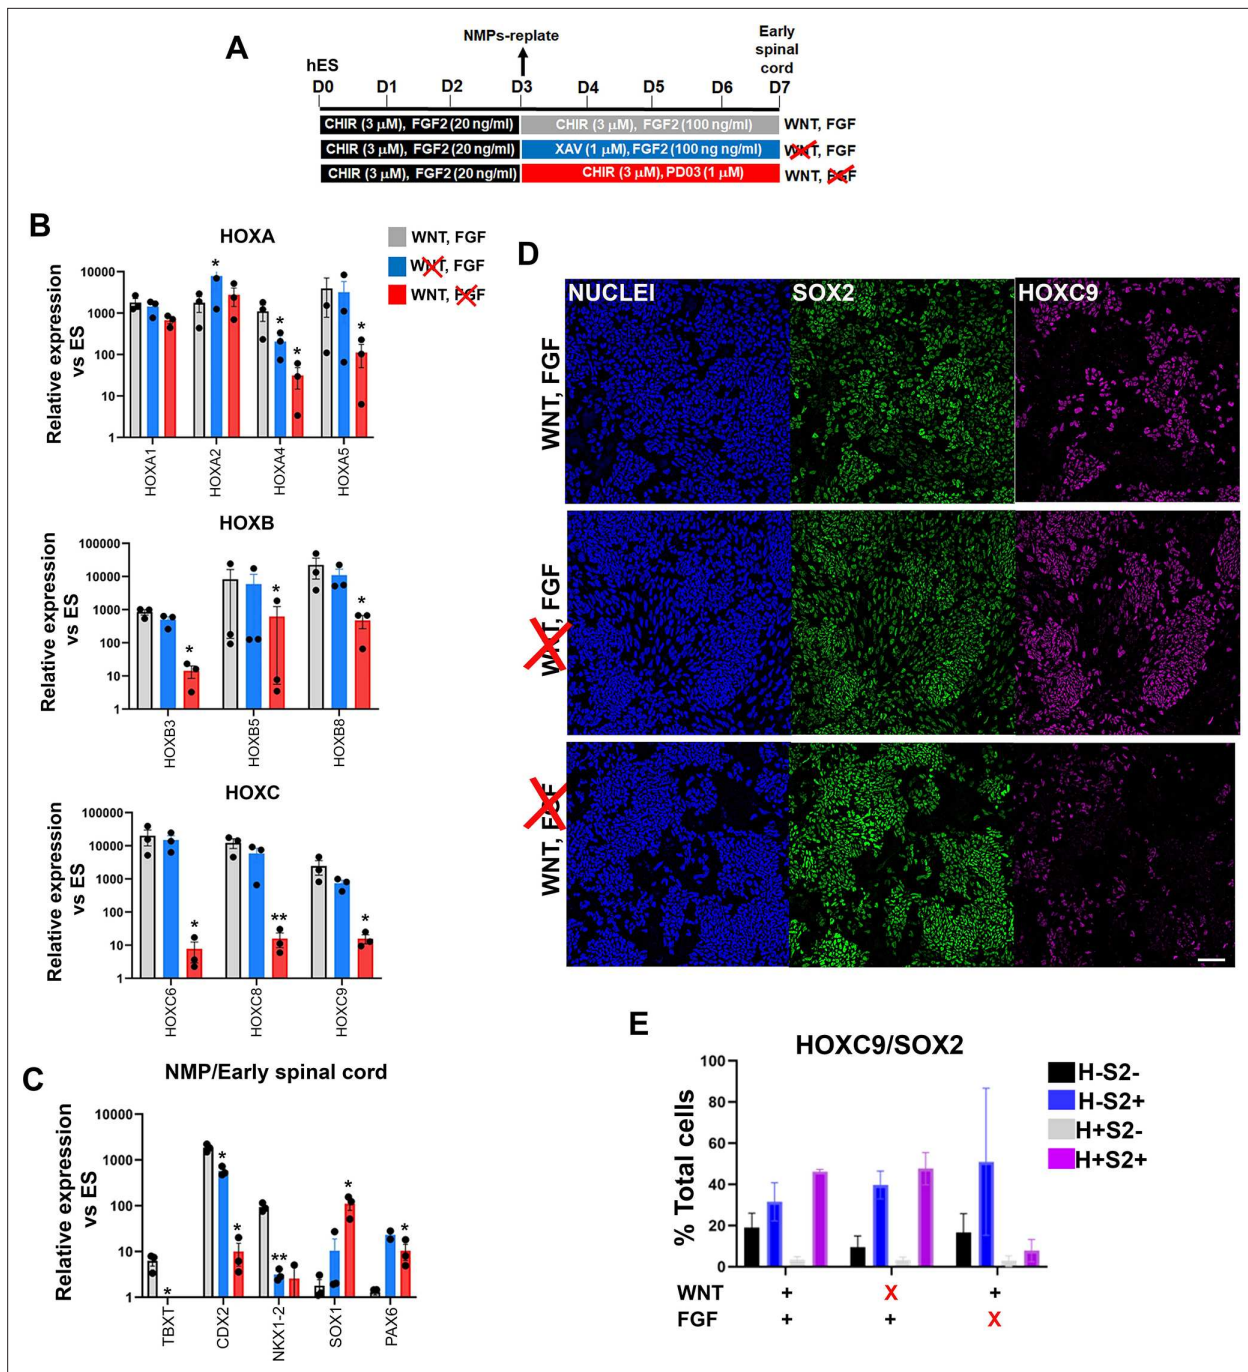 A
NMPs-replate
Early
spinal
cord
hES
D0 D1 D2 D3 D4 D5 D6 D7
CHIR (3 µM), FGF2 (20 ng/ml) CHIR (3 µM), FGF2 (100 ng/ml) WNT, FGF
CHIR (3 µM), FGF2 (20 ng/ml) XAV (1 µM), FGF2 (100 ng ng/ml) WNT, FGF
CHIR (3 µM), FGF2 (20 ng/ml) CHIR (3 µM), PD03 (1 µM) WNT, FGF
B
HOXA
WNT, FGF
WNT, FGF
WNT, FGF
Relative expression
vs ES
10000
1000
100
10
1
* * * *
HOXA1 HOXA2 HOXA4 HOXA5
HOXB
Relative expression
vs ES
100000
10000
1000
100
10
1
* * *
HOXB3 HOXB5 HOXB8
HOXC
Relative expression
vs ES
100000
10000
1000
100
10
1
* ** *
HOXC6 HOXC8 HOXC9
C
NMP/Early spinal cord
Relative expression
vs ES
10000
1000
100
10
1
* * * ** * *
TBXT CDX2 NKX1-2 SOX1 PAX6
D
NUCLEI SOX2 HOXC9
WNT, FGF
WNT, FGF
WNT, FGF
E
HOXC9/SOX2
% Total cells
100
80
60
40
20
0
H-S2-
H-S2+
H+S2-
H+S2+
WNT + X +
FGF + + X